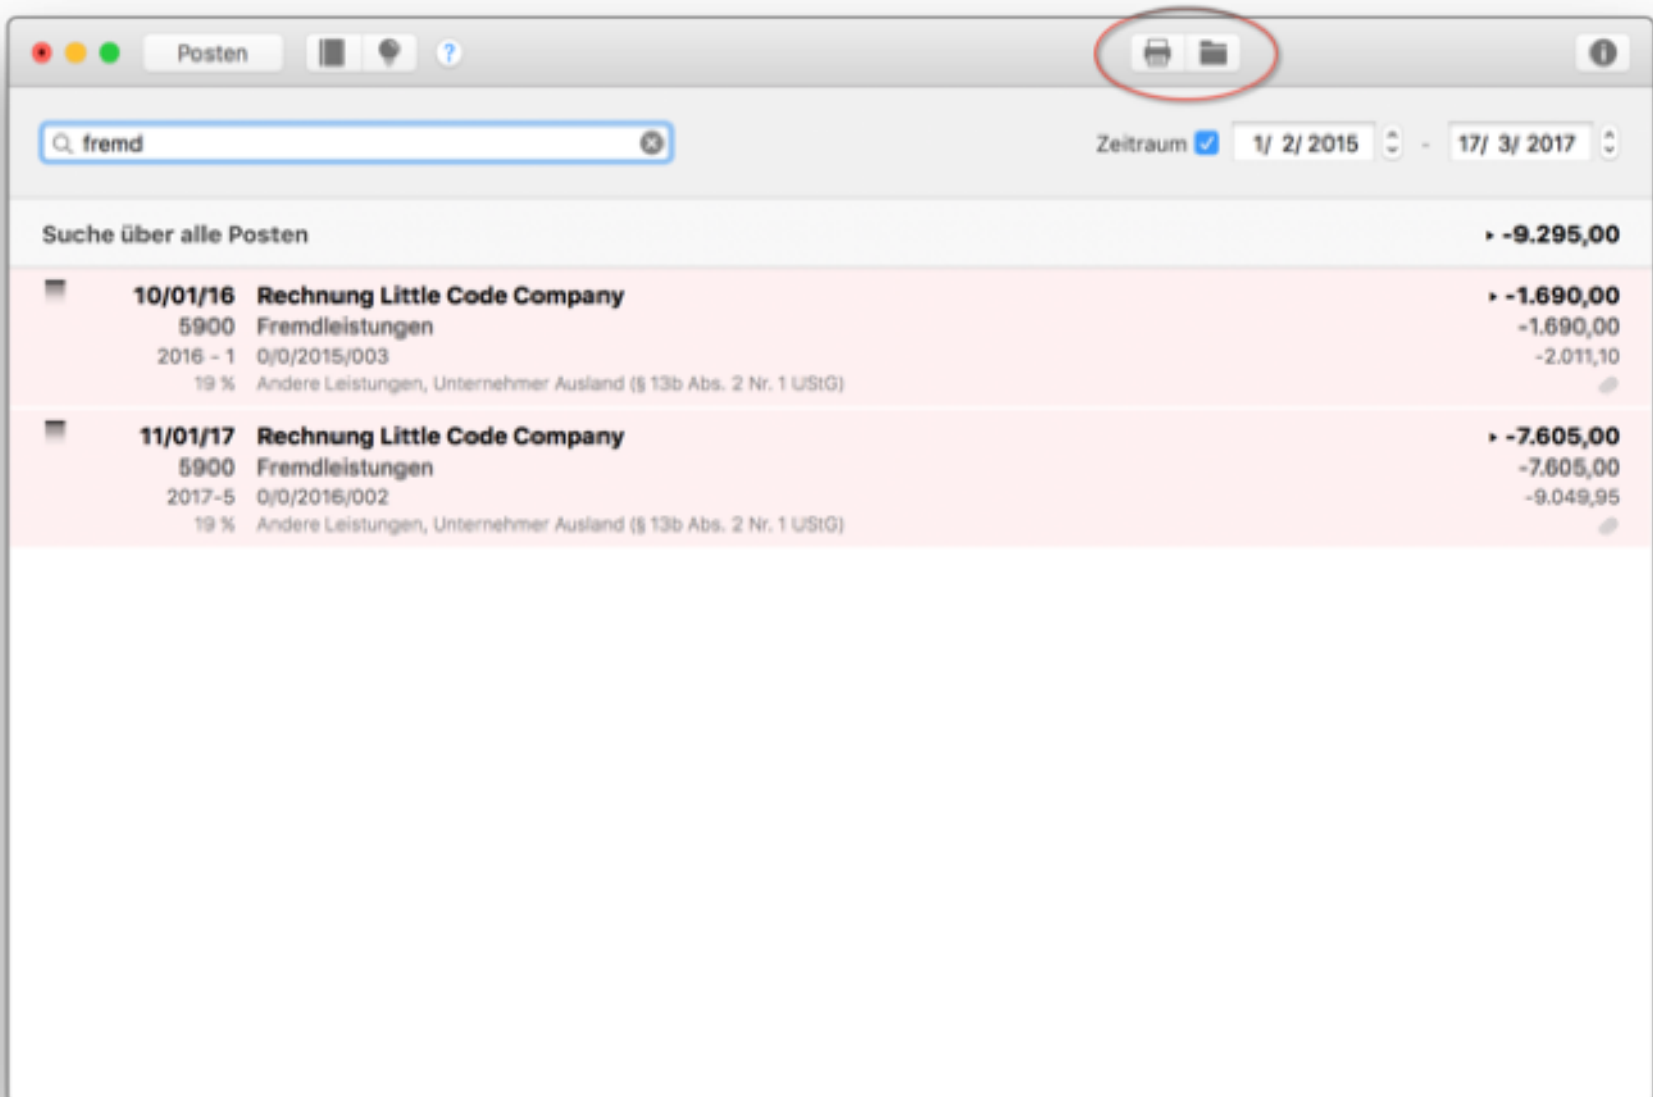 Posten ?
fremd
Zeitraum 1/ 2/ 2015 - 17/ 3/ 2017
Suche über alle Posten -9.295,00
10/01/16 Rechnung Little Code Company -1.690,00
5900 Fremdleistungen -1.690,00
2016 - 1 0/0/2015/003 -2.011,10
19 % Andere Leistungen, Unternehmer Ausland (§ 13b Abs. 2 Nr. 1 UStG)
11/01/17 Rechnung Little Code Company -7.605,00
5900 Fremdleistungen -7.605,00
2017-5 0/0/2016/002 -9.049,95
19 % Andere Leistungen, Unternehmer Ausland (§ 13b Abs. 2 Nr. 1 UStG)